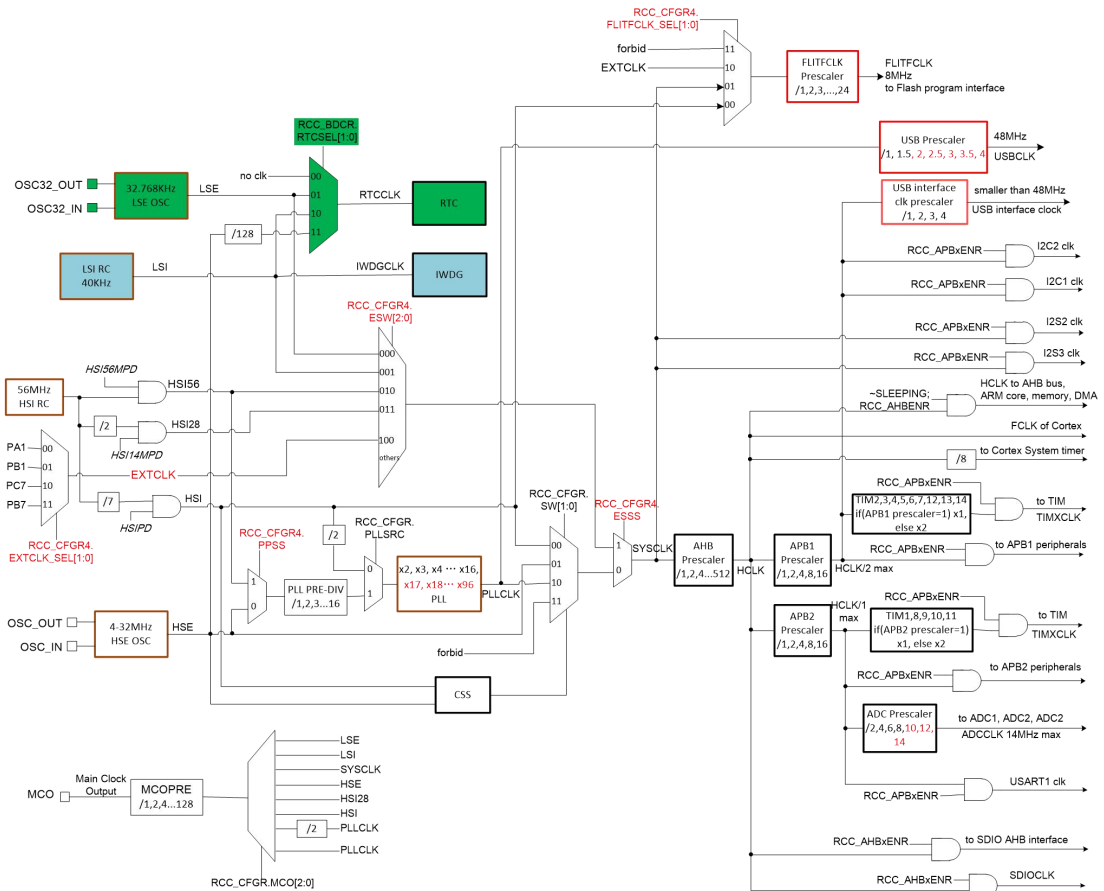 RCC_CFGR4.
FLITFCLK_SEL[1:0]
forbid
11
EXTCLK
10
01
00
FLITFCLK
Prescaler
/1,2,3,...,24
FLITFCLK
8MHz
to Flash program interface
RCC_BDCR.
RTCSEL[1:0]
USB Prescaler
/1, 1.5, 2, 2.5, 3, 3.5, 4
48MHz
USBCLK
no clk
00
OSC32_OUT
OSC32_IN
32.768KHz
LSE OSC
LSE
01
10
11
RTCCLK
RTC
/128
USB interface
clk prescaler
/1, 2, 3, 4
smaller than 48MHz
USB interface clock
LSI RC
40KHz
LSI
IWDGCLK
IWDG
RCC_APBxENR
I2C2 clk
RCC_APBxENR
I2C1 clk
RCC_APBxENR
I2S2 clk
RCC_APBxENR
I2S3 clk
RCC_CFGR4.
ESW[2:0]
000
001
010
011
100
others
HSI56MPD
56MHz
HSI RC
HSI56
/2
HSI28
HSI14MPD
PA1
PB1
PC7
PB7
00
01
10
11
EXTCLK
/7
HSI
HSIPD
RCC_CFGR4.
EXTCLK_SEL[1:0]
~SLEEPING;
RCC_AHBENR
HCLK to AHB bus,
ARM core, memory, DMA
FCLK of Cortex
/8
to Cortex System timer
RCC_CFGR4.
PPSS
1
0
/2
RCC_CFGR.
PLLSRC
0
1
PLL PRE-DIV
/1,2,3...16
x2, x3, x4 ··· x16,
x17, x18··· x96
PLL
PLLCLK
RCC_CFGR.
SW[1:0]
00
01
10
11
forbid
RCC_CFGR4.
ESSS
1
0
SYSCLK
AHB
Prescaler
/1,2,4...512
HCLK
APB1
Prescaler
/1,2,4,8,16
HCLK/2 max
RCC_APBxENR
TIM2,3,4,5,6,7,12,13,14
if(APB1 prescaler=1) x1,
else x2
to TIM
TIMXCLK
RCC_APBxENR
to APB1 peripherals
OSC_OUT
OSC_IN
4-32MHz
HSE OSC
HSE
CSS
APB2
Prescaler
/1,2,4,8,16
HCLK/1
max
RCC_APBxENR
TIM1,8,9,10,11
if(APB2 prescaler=1)
x1, else x2
to TIM
TIMXCLK
RCC_APBxENR
to APB2 peripherals
ADC Prescaler
/2,4,6,8,10,12,
14
to ADC1, ADC2, ADC2
ADCCLK 14MHz max
RCC_APBxENR
USART1 clk
RCC_AHBxENR
to SDIO AHB interface
RCC_AHBxENR
SDIOCLK
MCO
Main Clock
Output
MCOPRE
/1,2,4...128
LSE
LSI
SYSCLK
HSE
HSI28
HSI
/2
PLLCLK
PLLCLK
RCC_CFGR.MCO[2:0]